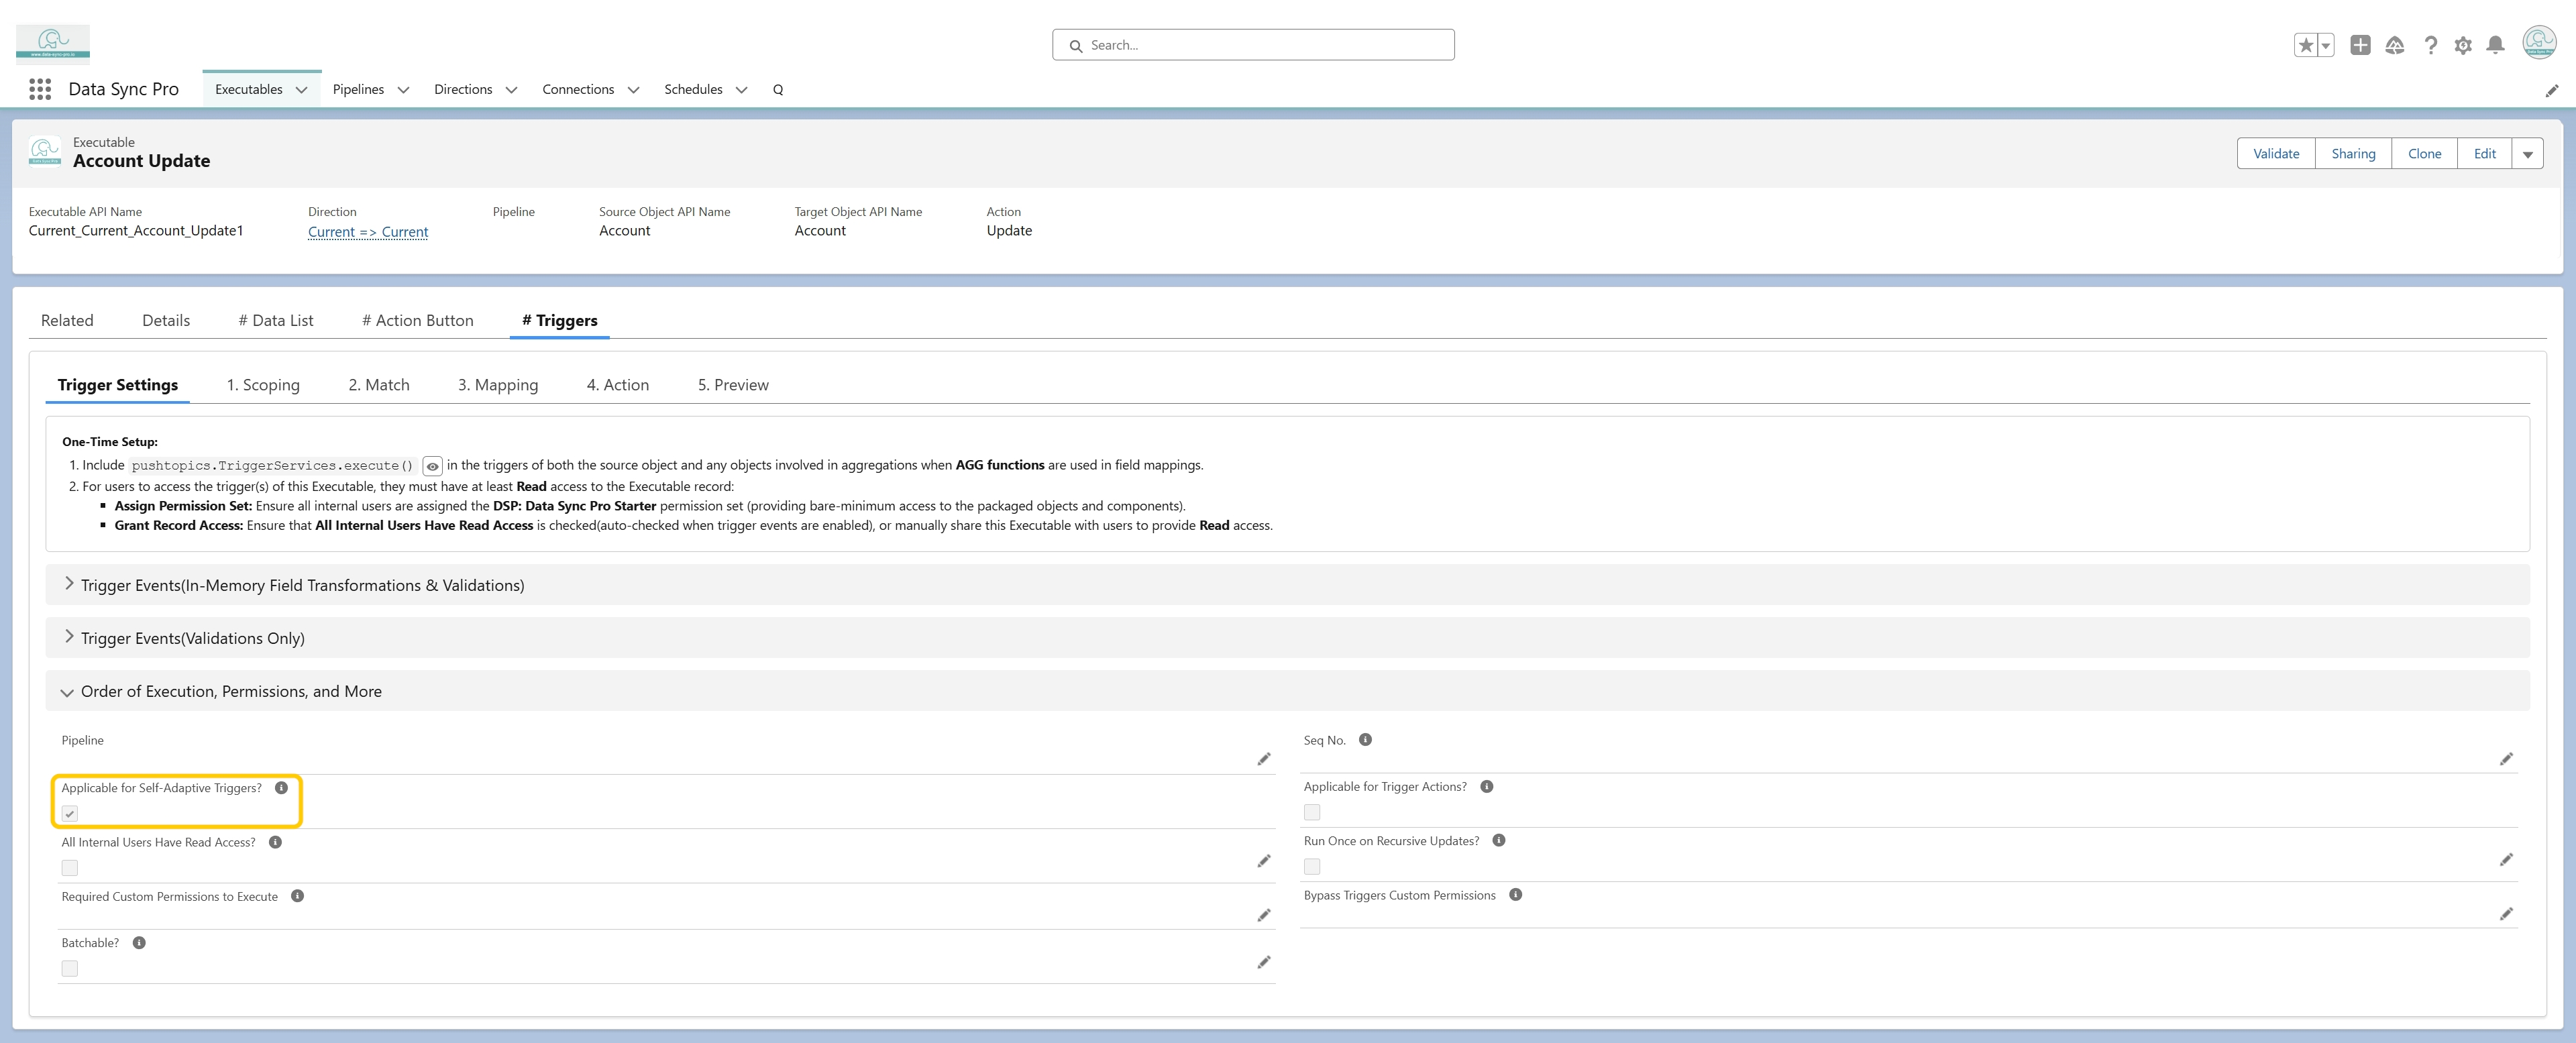 www.data-sync-pro.io
Search...
Data Sync Pro
Executables
Pipelines
Directions
Connections
Schedules
Q
Executable
Account Update
Validate
Sharing
Clone
Edit
Executable API Name
Direction
Pipeline
Source Object API Name
Target Object API Name
Action
Current_Current_Account_Update1
Current => Current
Account
Account
Update
Related
Details
# Data List
# Action Button
# Triggers
Trigger Settings
1. Scoping
2. Match
3. Mapping
4. Action
5. Preview
One-Time Setup:
1. Include pushtopics.TriggerServices.execute() in the triggers of both the source object and any objects involved in aggregations when AGG functions are used in field mappings.
2. For users to access the trigger(s) of this Executable, they must have at least Read access to the Executable record:
▪ Assign Permission Set: Ensure all internal users are assigned the DSP: Data Sync Pro Starter permission set (providing bare-minimum access to the packaged objects and components).
▪ Grant Record Access: Ensure that All Internal Users Have Read Access is checked(auto-checked when trigger events are enabled), or manually share this Executable with users to provide Read access.
Trigger Events(In-Memory Field Transformations & Validations)
Trigger Events(Validations Only)
Order of Execution, Permissions, and More
Pipeline
Seq No.
Applicable for Self-Adaptive Triggers?
Applicable for Trigger Actions?
All Internal Users Have Read Access?
Run Once on Recursive Updates?
Required Custom Permissions to Execute
Bypass Triggers Custom Permissions
Batchable?